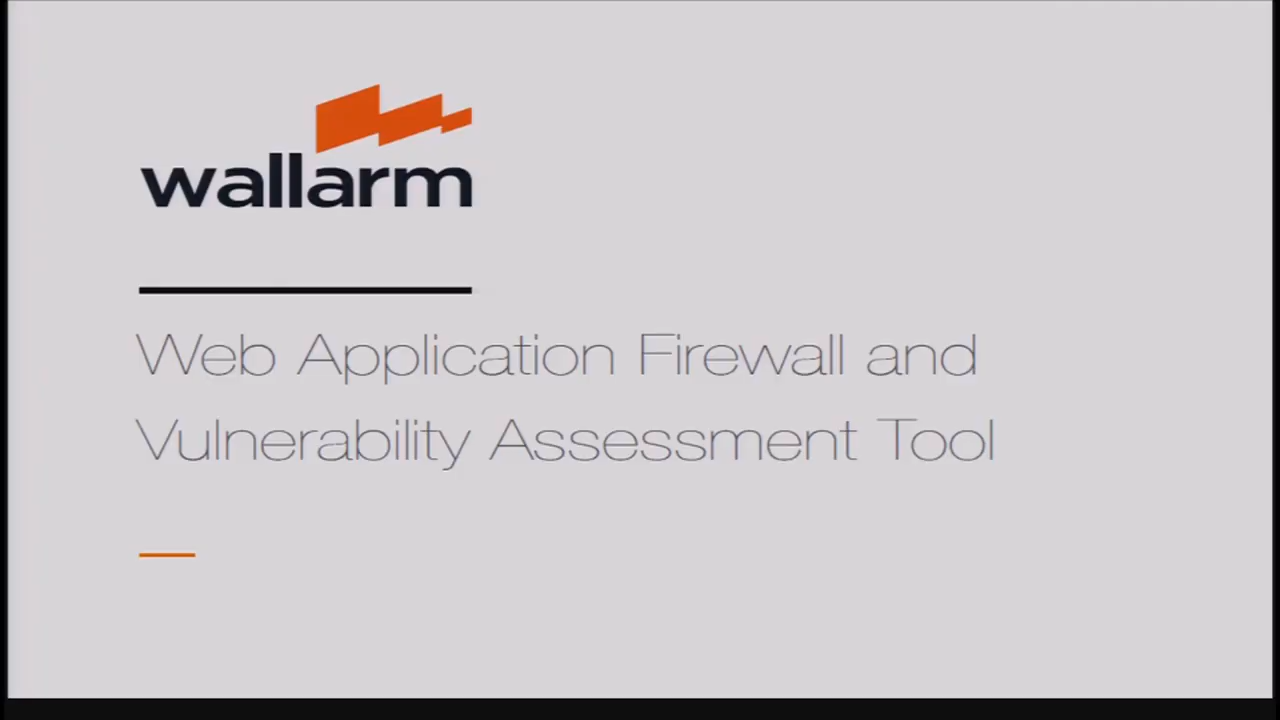 wallarm
Web Application Firewall and
Vulnerability Assessment Tool